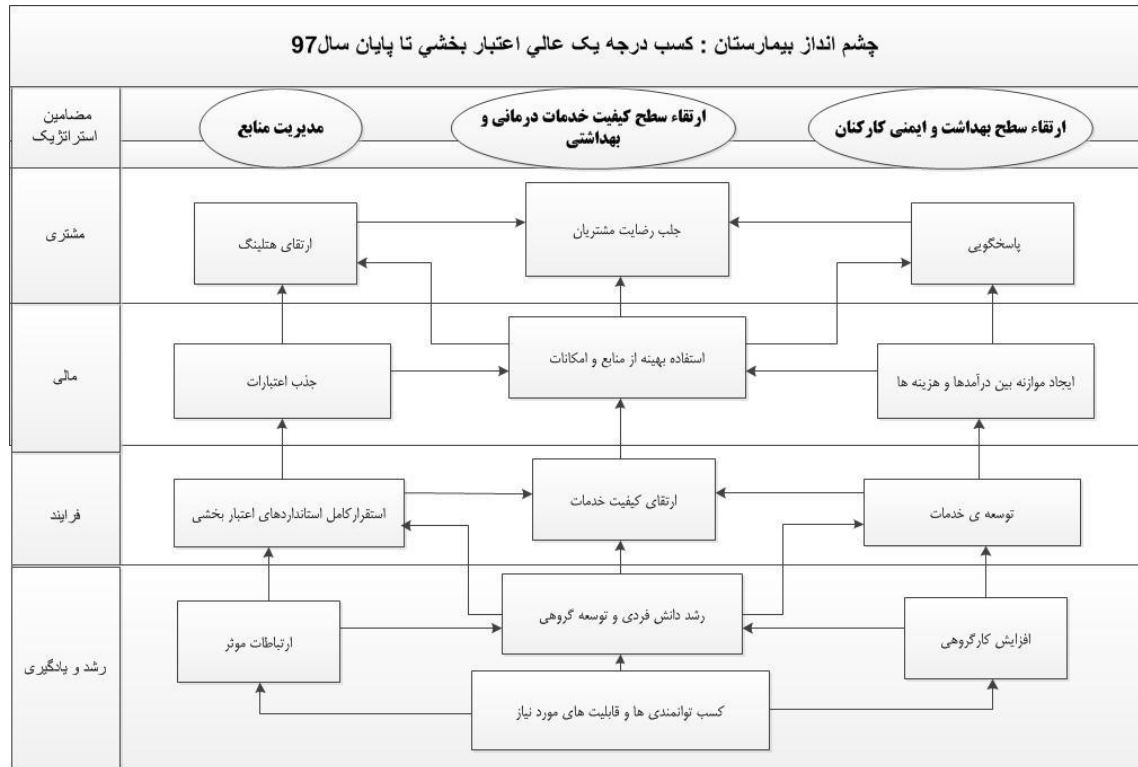 چشم انداز بیمارستان : کسب درجه یک عالي اعتبار بخشي تا پایان سال97
مضامین
استراتژیک
ارتقاء سطح بهداشت و ایمنی کارکنان
ارتقاء سطح کیفیت خدمات درمانی و
بهداشتی
مدیریت منابع
مشتری
پاسخگویی
جلب رضایت مشتریان
ارتقای هتلینگ
مالی
ایجاد موازنه بین درآمدها و هزینه ها
استفاده بهینه از منابع و امکانات
جذب اعتبارات
فرایند
توسعه ی خدمات
ارتقای کیفیت خدمات
استقرارکامل استانداردهای اعتبار بخشی
رشد و یادگیری
افزایش کارگروهی
رشد دانش فردی و توسعه گروهی
ارتباطات موثر
کسب توانمندی ها و قابلیت های مورد نیاز